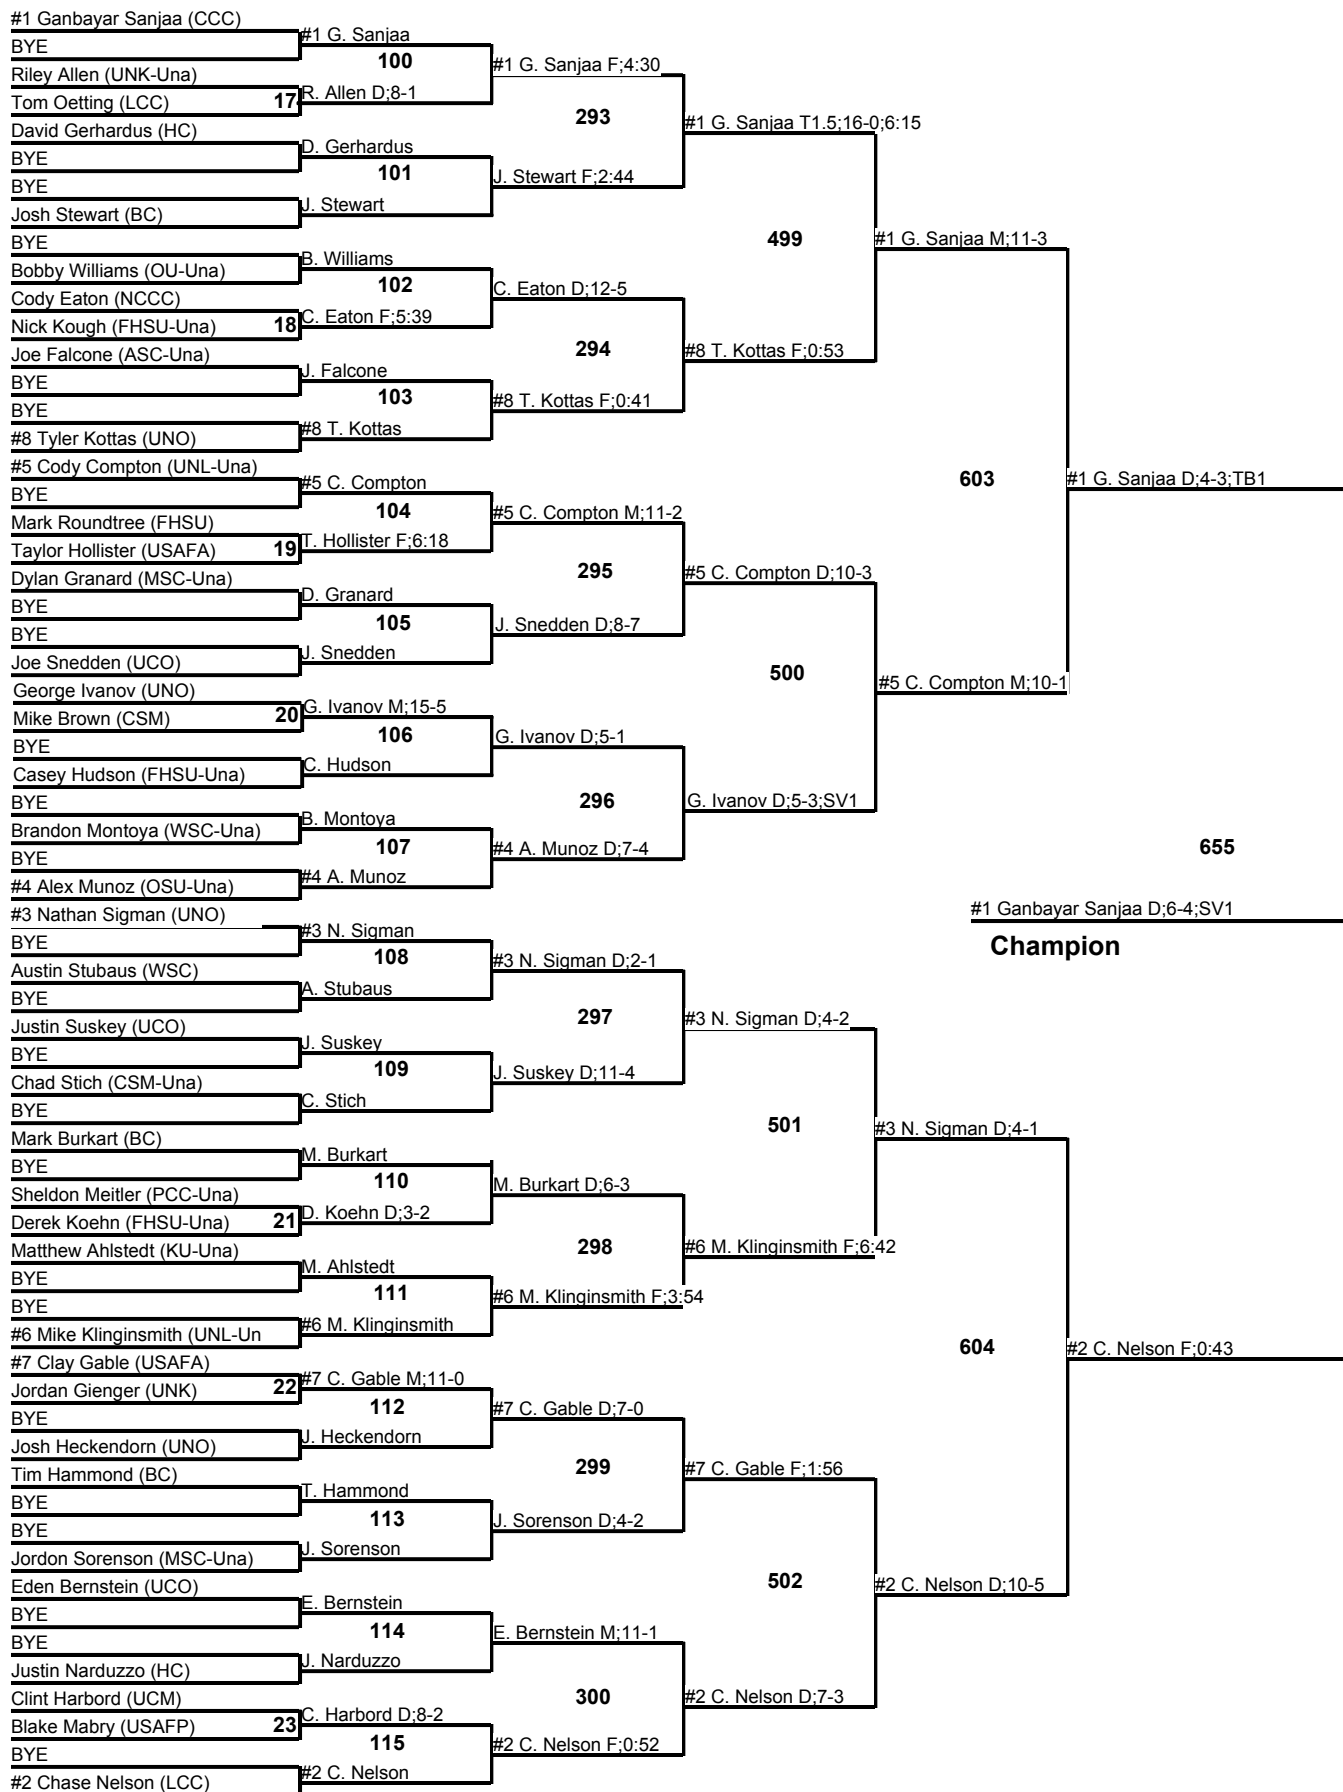 #1 Ganbayar Sanjaa (CCC)
BYE
Riley Allen (UNK-Una)
Tom Oetting (LCC) 17
David Gerhardus (HC)
BYE
BYE
Josh Stewart (BC)
BYE
Bobby Williams (OU-Una)
Cody Eaton (NCCC)
Nick Kough (FHSU-Una) 18
Joe Falcone (ASC-Una)
BYE
BYE
#8 Tyler Kottas (UNO)
#5 Cody Compton (UNL-Una)
BYE
Mark Roundtree (FHSU)
Taylor Hollister (USAFA) 19
Dylan Granard (MSC-Una)
BYE
BYE
Joe Snedden (UCO)
George Ivanov (UNO)
Mike Brown (CSM) 20
BYE
Casey Hudson (FHSU-Una)
BYE
Brandon Montoya (WSC-Una)
BYE
#4 Alex Munoz (OSU-Una)
#3 Nathan Sigman (UNO)
BYE
Austin Stubaus (WSC)
BYE
Justin Suskey (UCO)
BYE
Chad Stich (CSM-Una)
BYE
Mark Burkart (BC)
BYE
Sheldon Meitler (PCC-Una)
Derek Koehn (FHSU-Una) 21
Matthew Ahlstedt (KU-Una)
BYE
BYE
#6 Mike Klinginsmith (UNL-Un
#7 Clay Gable (USAFA)
Jordan Gienger (UNK) 22
BYE
Josh Heckendorn (UNO)
Tim Hammond (BC)
BYE
BYE
Jordon Sorenson (MSC-Una)
Eden Bernstein (UCO)
BYE
BYE
Justin Narduzzo (HC)
Clint Harbord (UCM)
Blake Mabry (USAFP) 23
BYE
#2 Chase Nelson (LCC)
#1 G. Sanjaa
100
R. Allen D;8-1
D. Gerhardus
101
J. Stewart
B. Williams
102
C. Eaton F;5:39
J. Falcone
103
#8 T. Kottas
#5 C. Compton
104
T. Hollister F;6:18
D. Granard
105
J. Snedden
G. Ivanov M;15-5
106
C. Hudson
B. Montoya
107
#4 A. Munoz
#3 N. Sigman
108
A. Stubaus
J. Suskey
109
C. Stich
M. Burkart
110
D. Koehn D;3-2
M. Ahlstedt
111
#6 M. Klinginsmith
#7 C. Gable M;11-0
112
J. Heckendorn
T. Hammond
113
J. Sorenson
E. Bernstein
114
J. Narduzzo
C. Harbord D;8-2
115
#2 C. Nelson
#1 G. Sanjaa F;4:30
293
J. Stewart F;2:44
C. Eaton D;12-5
294
#8 T. Kottas F;0:41
#5 C. Compton M;11-2
295
J. Snedden D;8-7
G. Ivanov D;5-1
296
#4 A. Munoz D;7-4
#3 N. Sigman D;2-1
297
J. Suskey D;11-4
M. Burkart D;6-3
298
#6 M. Klinginsmith F;3:54
#7 C. Gable D;7-0
299
J. Sorenson D;4-2
E. Bernstein M;11-1
300
#2 C. Nelson F;0:52
#1 G. Sanjaa T1.5;16-0;6:15
499
#8 T. Kottas F;0:53
#5 C. Compton D;10-3
500
G. Ivanov D;5-3;SV1
#3 N. Sigman D;4-2
501
#6 M. Klinginsmith F;6:42
#7 C. Gable F;1:56
502
#2 C. Nelson D;7-3
#1 G. Sanjaa M;11-3
603
#5 C. Compton M;10-1
#3 N. Sigman D;4-1
604
#2 C. Nelson D;10-5
#1 G. Sanjaa D;4-3;TB1
655
#2 C. Nelson F;0:43
#1 Ganbayar Sanjaa D;6-4;SV1
Champion